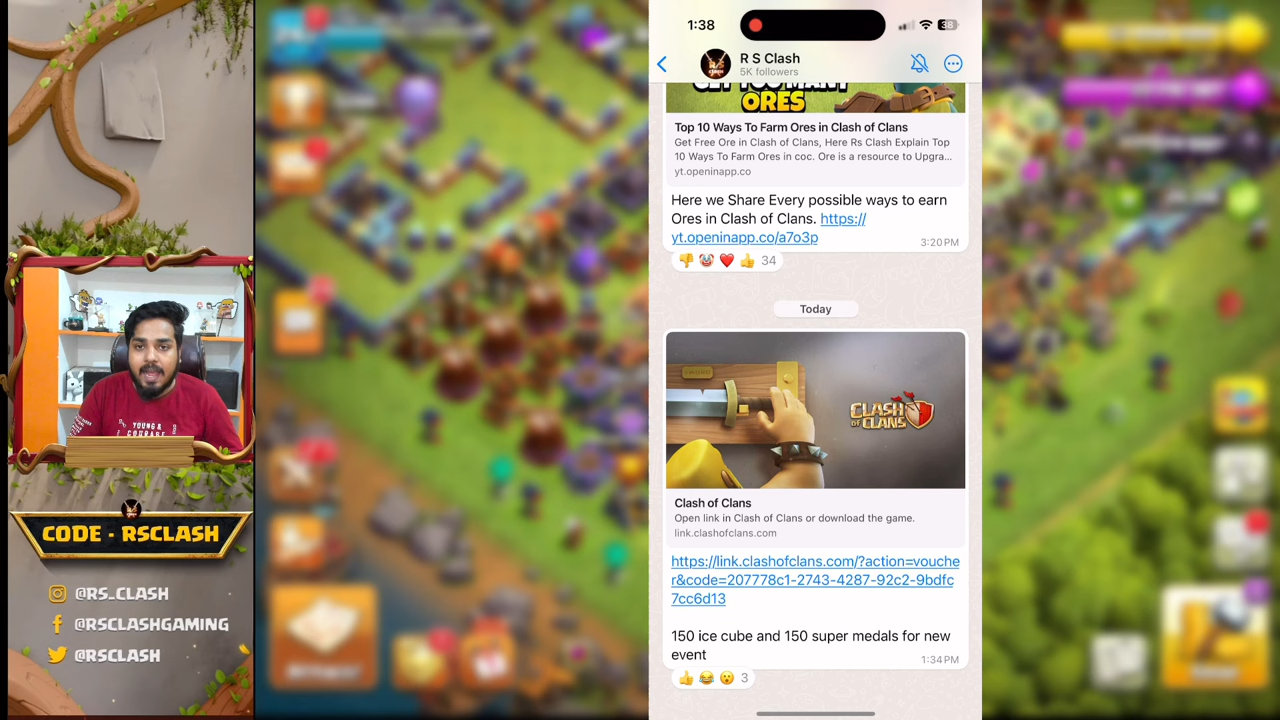 YOUNG &
COURAGE
CODE - RSCLASH
@RS_CLASH
@RSCLASHGAMING
@RSCLASH
1:38
38
R S Clash
5K followers
ORES
Top 10 Ways To Farm Ores in Clash of Clans
Get Free Ore in Clash of Clans, Here Rs Clash Explain Top
10 Ways To Farm Ores in coc. Ore is a resource to Upgra...
yt.openinapp.co
Here we Share Every possible ways to earn
Ores in Clash of Clans. https://
yt.openinapp.co/a7o3p
3:20 PM
34
Today
CLASH
OF CLANS
Clash of Clans
Open link in Clash of Clans or download the game.
link.clashofclans.com
https://link.clashofclans.com/?action=vouche
r&code=207778c1-2743-4287-92c2-9bdfc
7cc6d13
150 ice cube and 150 super medals for new
event
1:34 PM
3